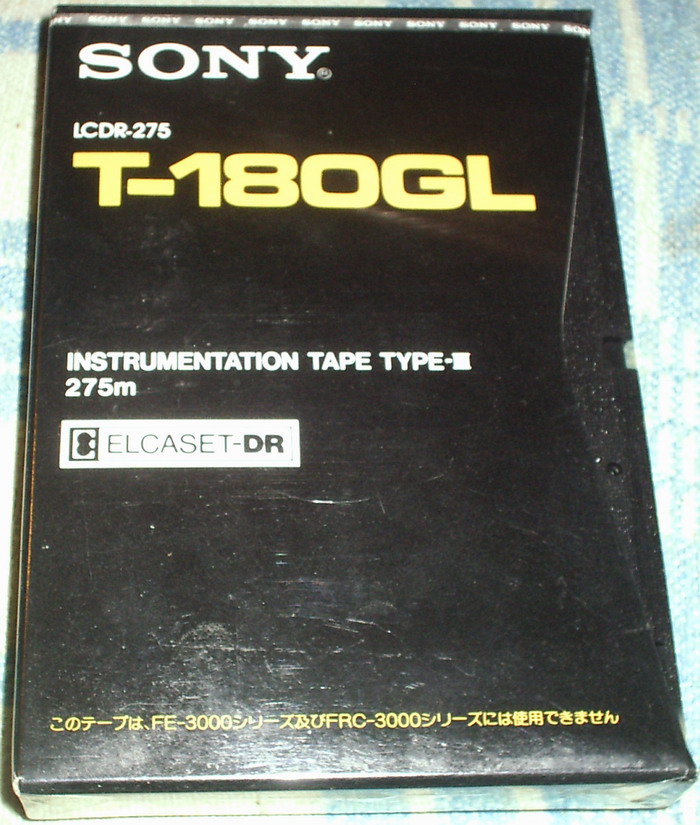 SONY SONY SONY SONY SONY SONY SONY SONY SONY SONY
SONY®
LCDR-275
T-180GL
INSTRUMENTATION TAPE TYPE-III
275m
ELCASET-DR
このテープは、FE-3000シリーズ及びFRC-3000シリーズには使用できません